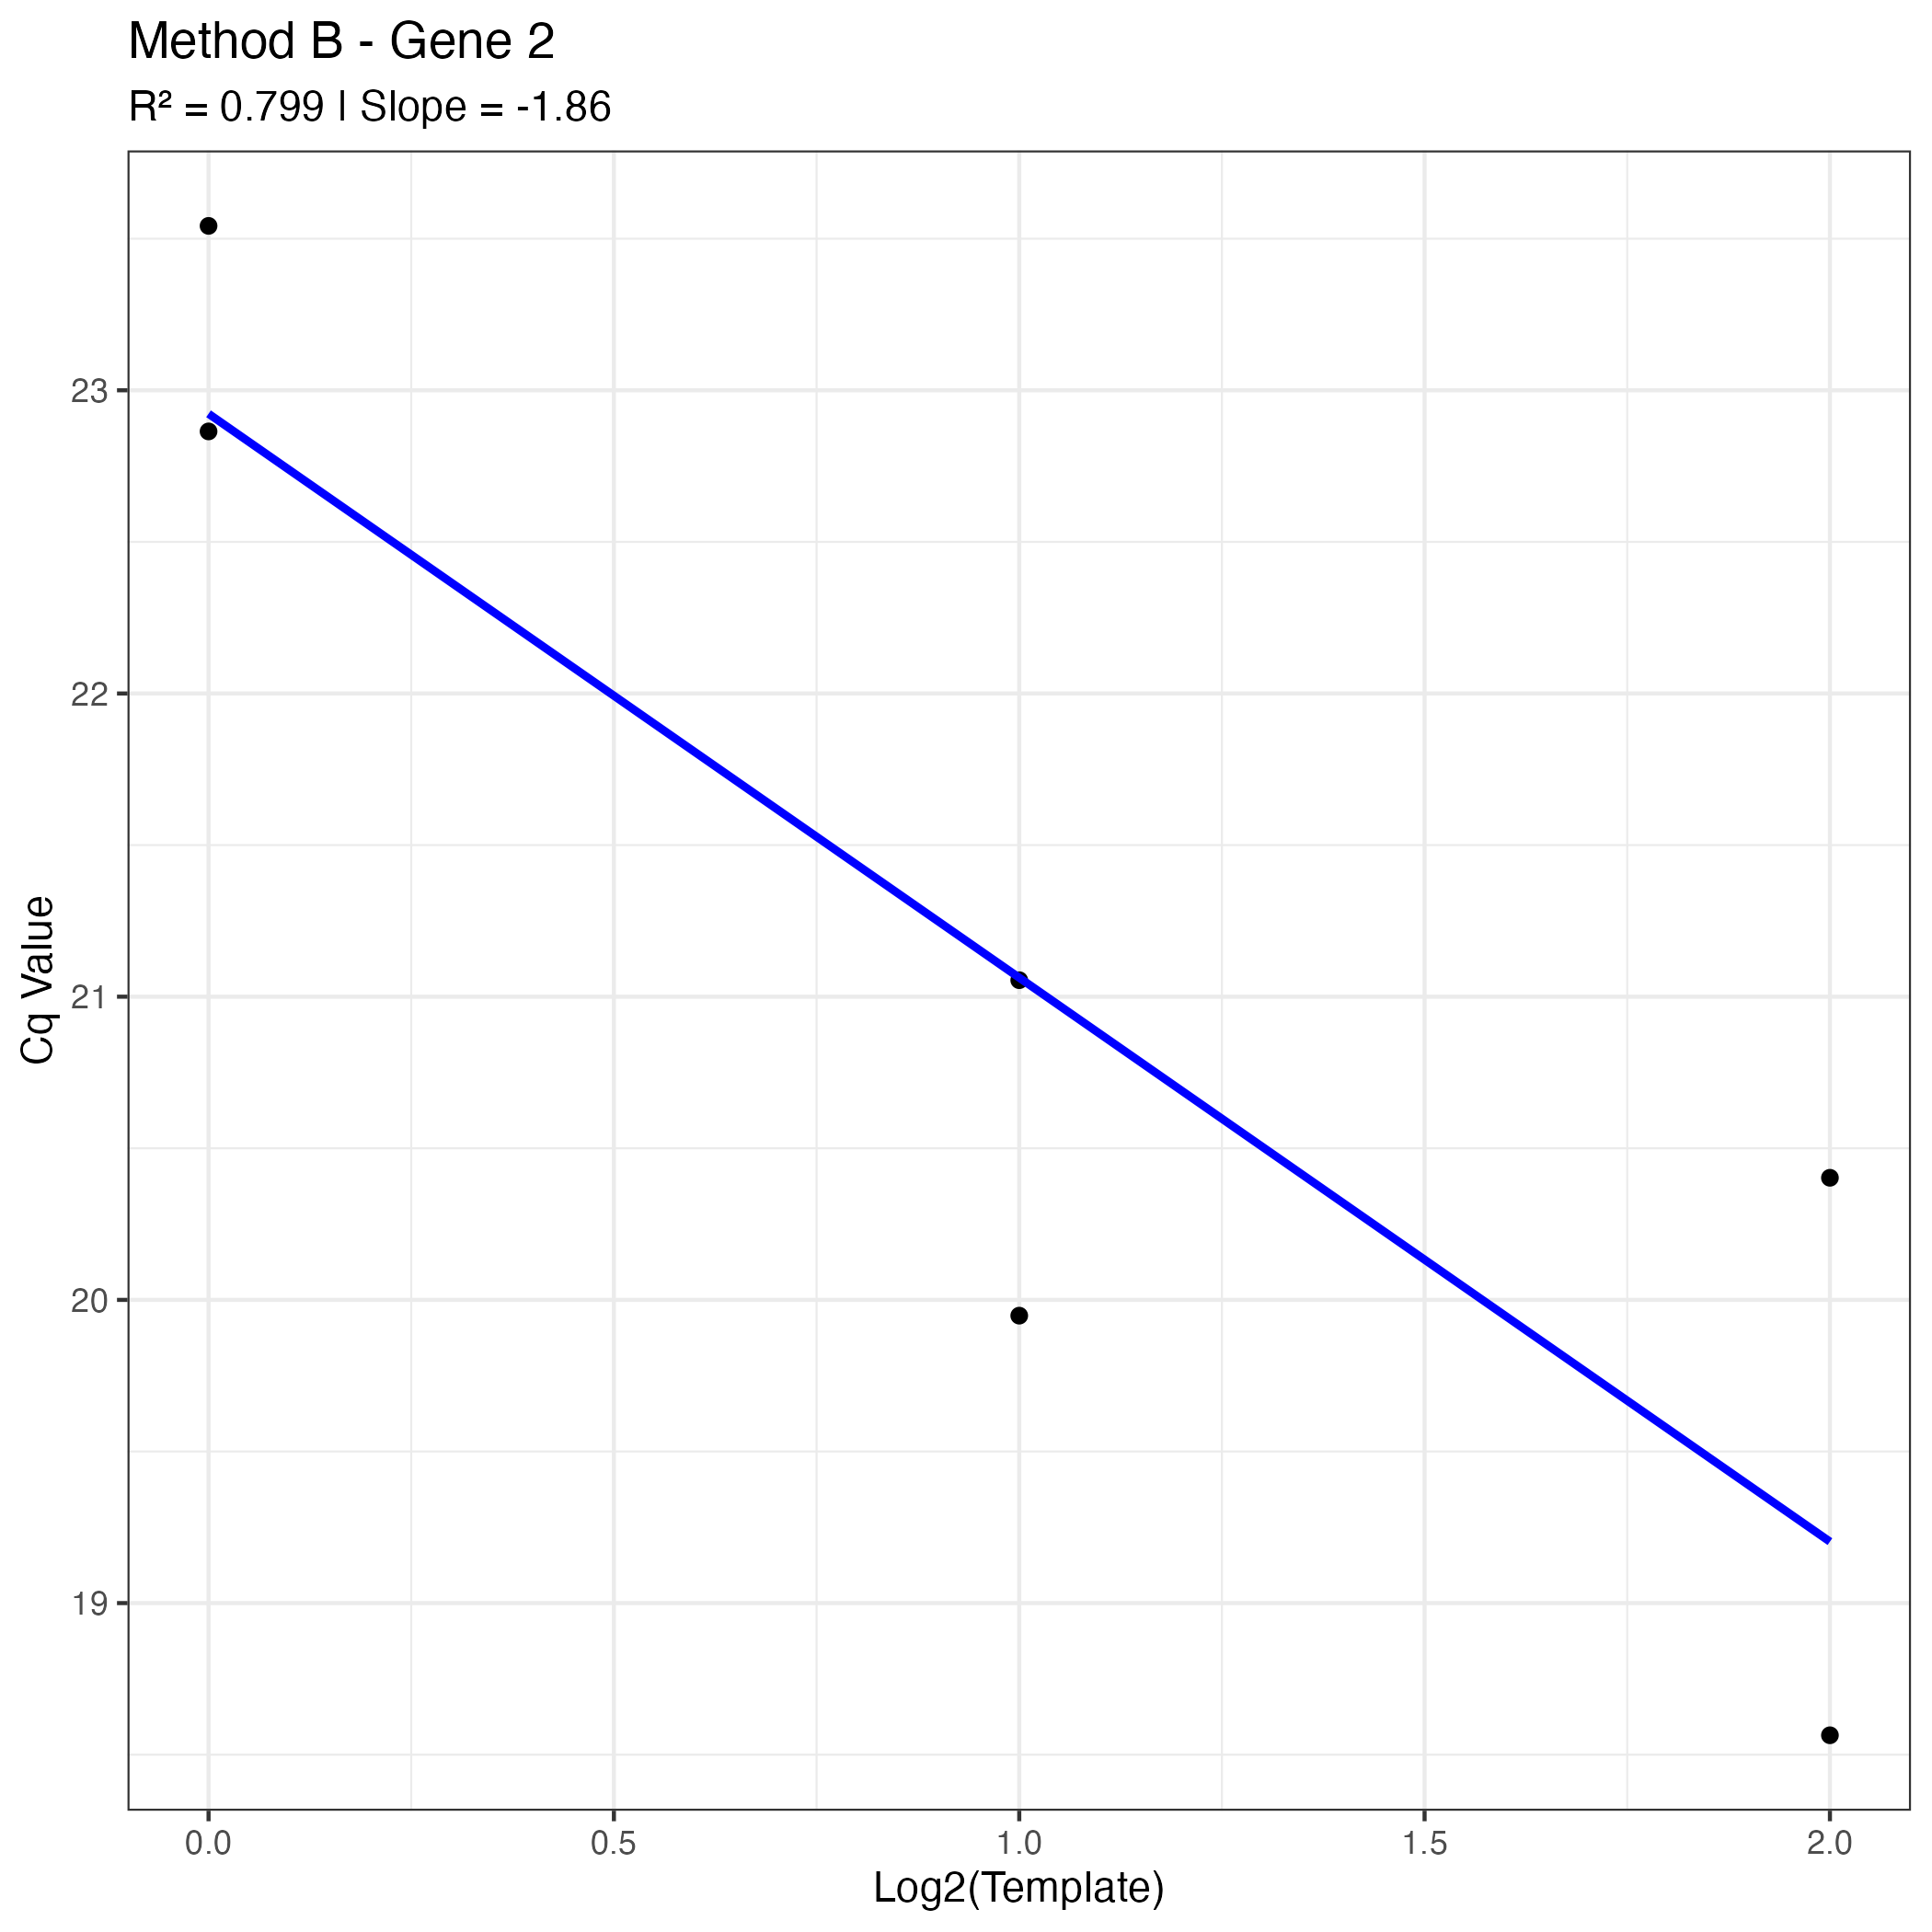 Method B - Gene 2
R² = 0.799 | Slope = -1.86
Cq Value
23
22
21
20
19
0.0
0.5
1.0
1.5
2.0
Log2(Template)